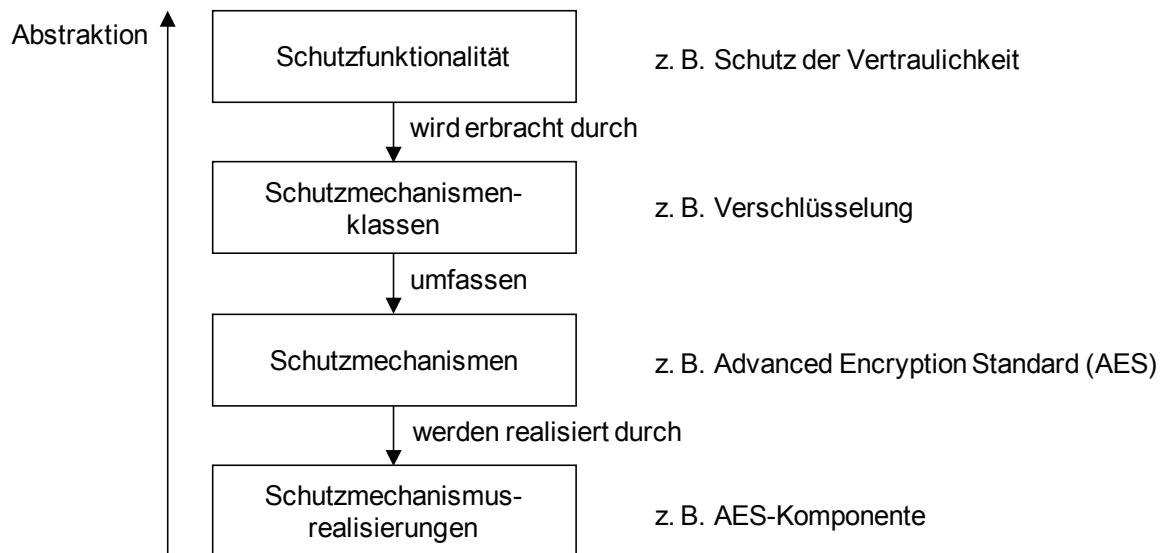 Abstraktion
Schutzfunktionalität
z. B. Schutz der Vertraulichkeit
wird erbracht durch
Schutzmechanismen-
klassen
z. B. Verschlüsselung
umfassen
Schutzmechanismen
z. B. Advanced Encryption Standard (AES)
werden realisiert durch
Schutzmechanismus-
realisierungen
z. B. AES-Komponente